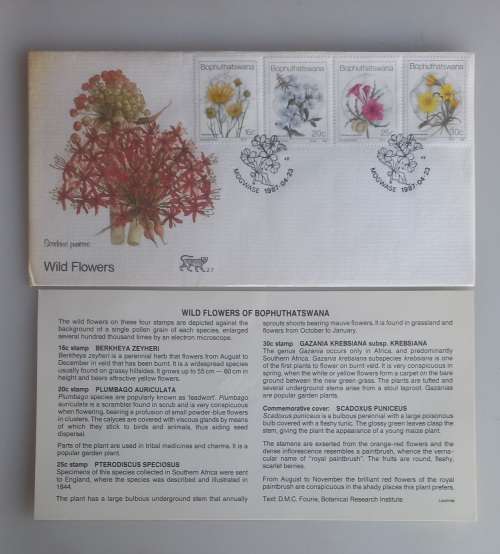 Bophuthatswana
Bophuthatswana
Bophuthatswana
Bophuthatswana
16c
20c
25c
30c
MOGWASE 1987-04-23
MOGWASE 1987-04-23
Scadoxus puniceus
Wild Flowers
27
WILD FLOWERS OF BOPHUTHATSWANA
The wild flowers on these four stamps are depicted against the
background of a single pollen grain of each species, enlarged
several hundred thousand times by an electron microscope.
16c stamp BERKHEYA ZEYHERI
Berkheya zeyheri is a perennial herb that flowers from August to
December in veld that has been burnt. It is a widespread species
usually found on grassy hillsides. It grows up to 55 cm — 60 cm in
height and bears attractive yellow flowers.
20c stamp PLUMBAGO AURICULATA
Plumbago species are popularly known as 'leadwort'. Plumbago
auriculata is a scrambler found in scrub and is very conspicuous
when flowering, bearing a profusion of small powder-blue flowers
in clusters. The calyces are covered with viscous glands by means
of which they stick to birds and animals, thus aiding seed
dispersal.
Parts of the plant are used in tribal medicines and charms. It is a
popular garden plant.
25c stamp PTERODISCUS SPECIOSUS
Specimens of this species collected in Southern Africa were sent
to England, where the species was described and illustrated in
1844.
The plant has a large bulbous underground stem that annually
sprouts shoots bearing mauve flowers. It is found in grassland and
flowers from October to January.
30c stamp GAZANIA KREBSIANA subsp. KREBSIANA
The genus Gazania occurs only in Africa, and predominantly
Southern Africa. Gazania krebsiana subspecies krebsiana is one
of the first plants to flower on burnt veld. It is very conspicuous in
spring, when the white or yellow flowers form a carpet on the bare
ground between the new green grass. The plants are tufted and
several underground stems arise from a stout taproot. Gazanias
are popular garden plants.
Commemorative cover: SCADOXUS PUNICEUS
Scadoxus puniceus is a bulbous perennial with a large poisonous
bulb covered with a fleshy tunic. The glossy green leaves clasp the
stem, giving the plant the appearance of a young maize plant.
The stamens are exserted from the orange-red flowers and the
dense inflorescence resembles a paintbrush, whence the verna-
cular name of "royal paintbrush". The fruits are round, fleshy,
scarlet berries.
From August to November the brilliant red flowers of the royal
paintbrush are conspicuous in the shady places this plant prefers.
Text: D.M.C. Fourie, Botanical Research Institute